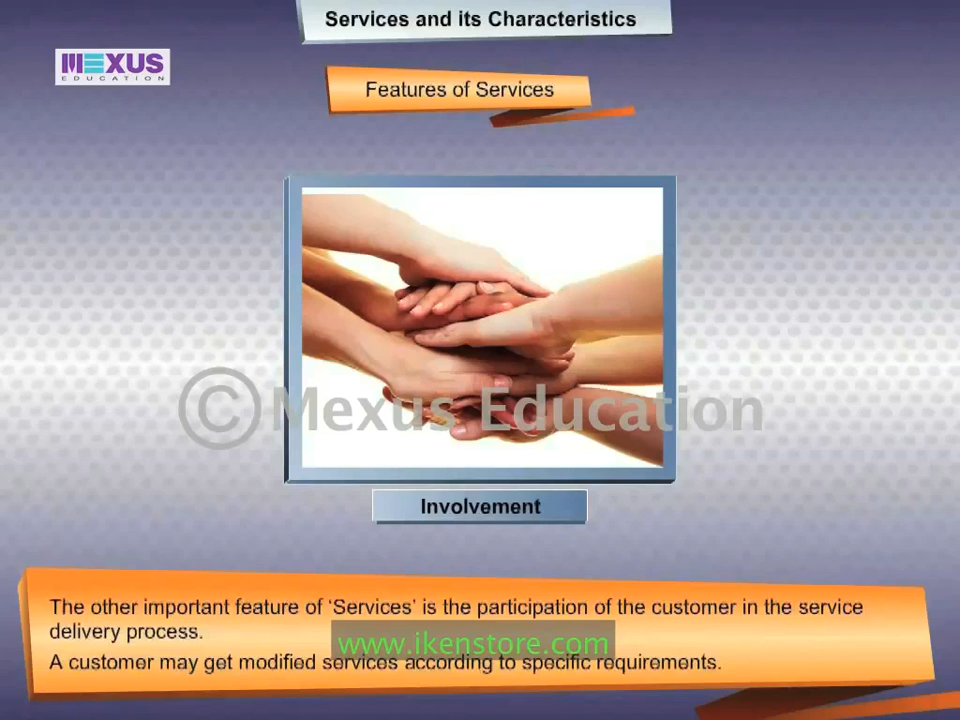 Services and its Characteristics
MEXUS
EDUCATION
Features of Services
© Mexus Education
Involvement
The other important feature of ‘Services’ is the participation of the customer in the service
delivery process.
www.ikenstore.com
A customer may get modified services according to specific requirements.